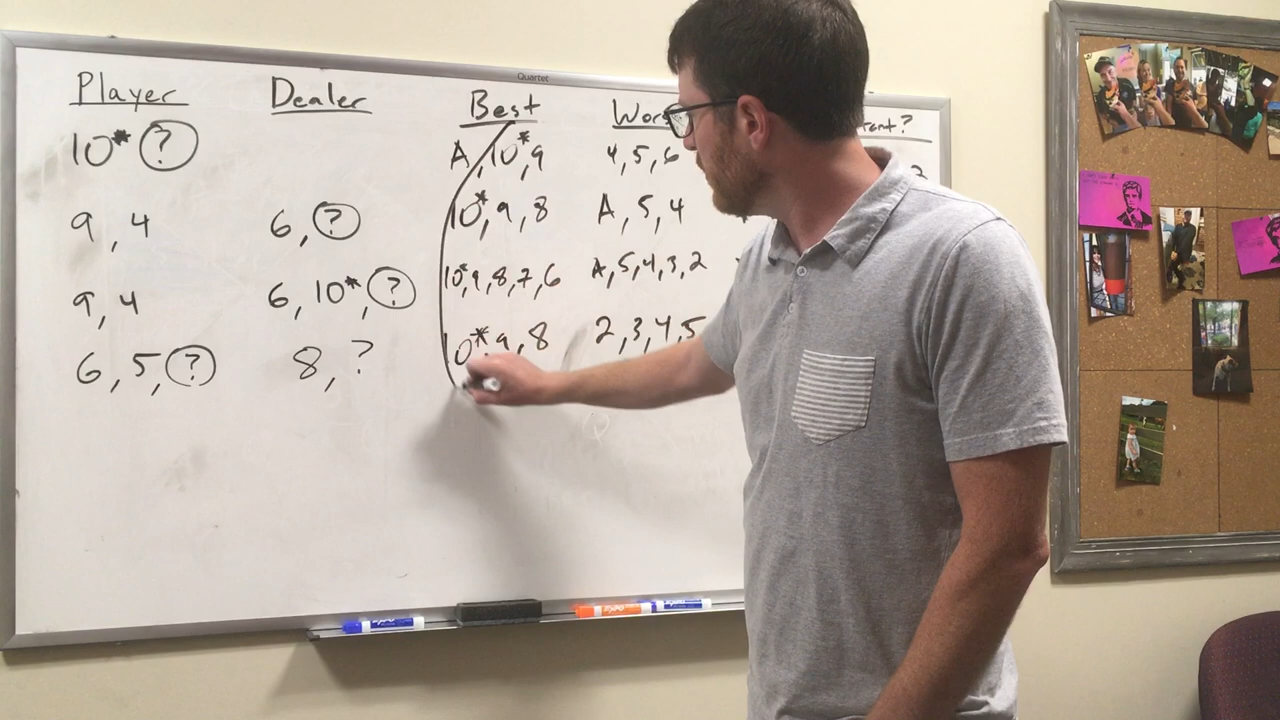 Quartet
Player Dealer Best
10* ? A, 10*, 9 4, 5, 6
9, 4 6, ? 10*, 9, 8 A, 5, 4
9, 4 6, 10*, ? 10*, 9, 8, 7, 6 A, 5, 4, 3, 2
6, 5, ? 8, ? 10*, 9, 8 2, 3, 4, 5